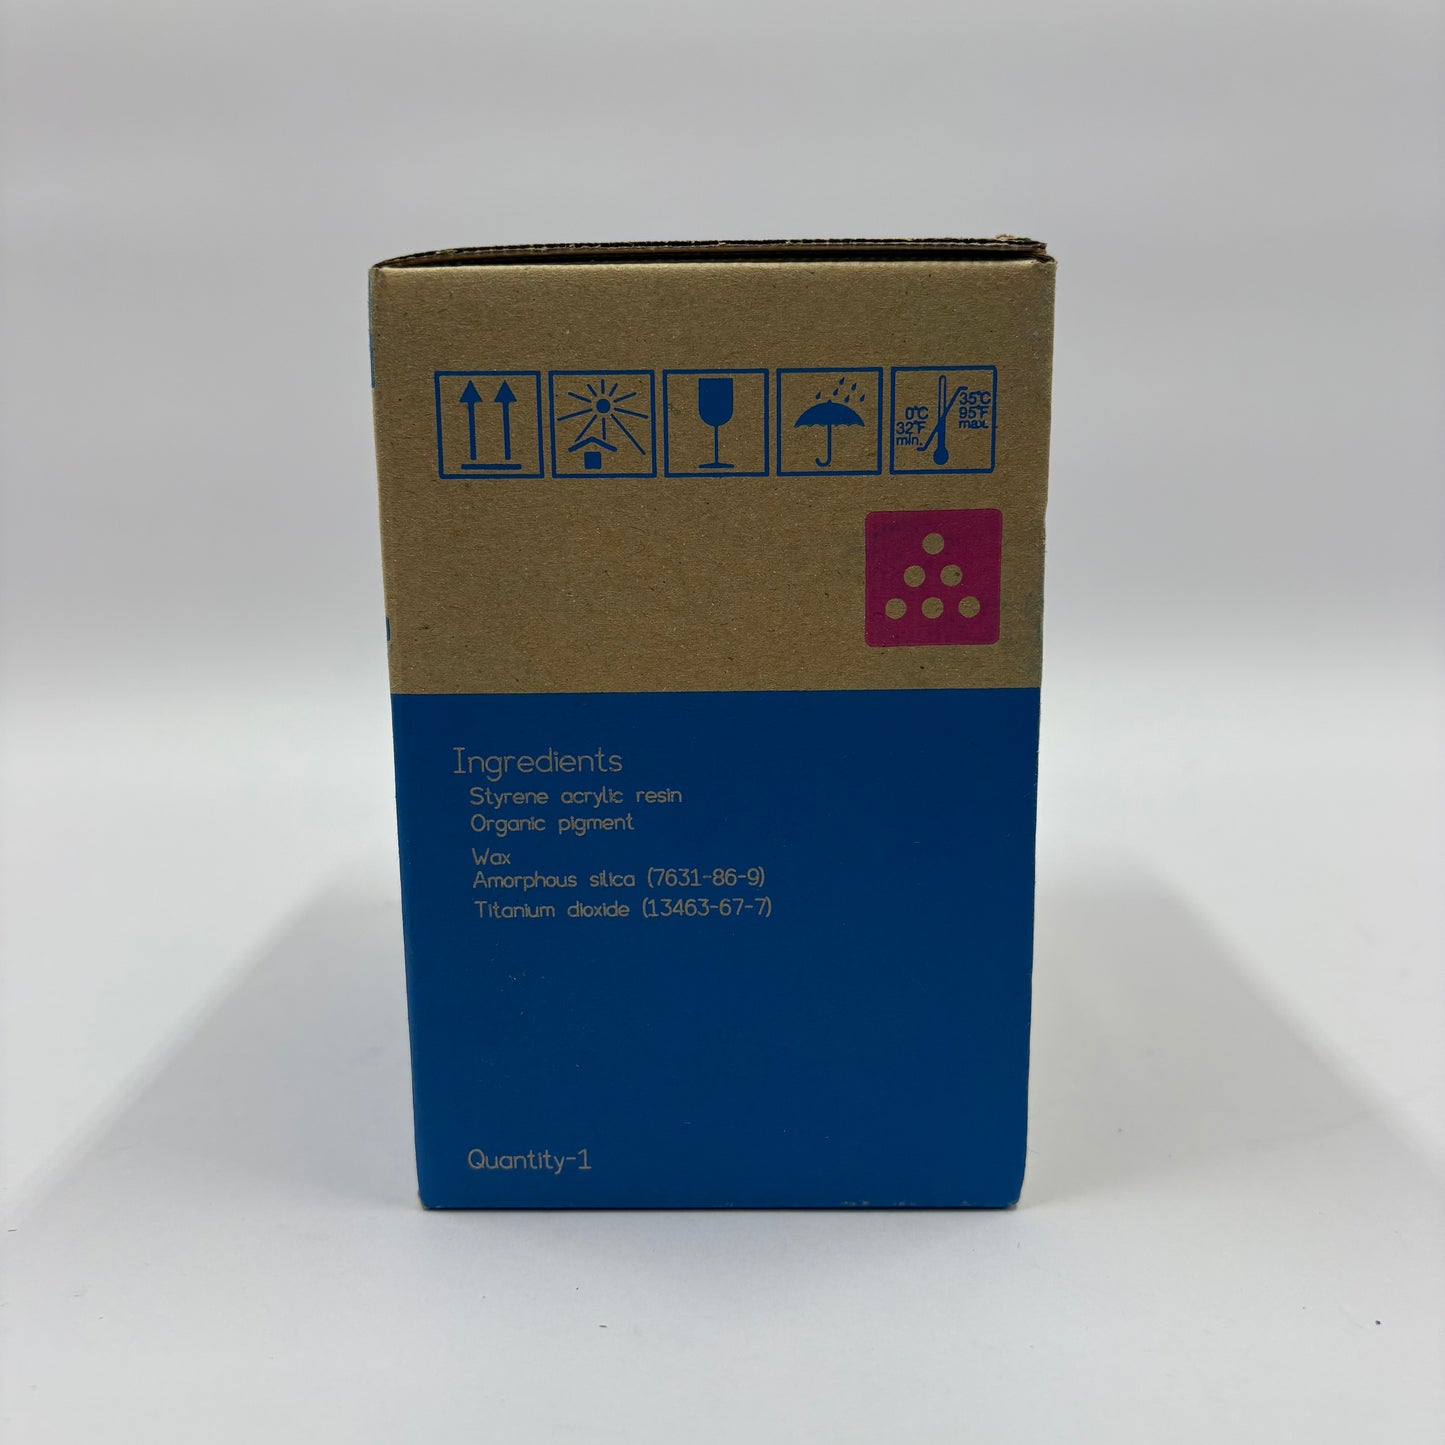 0°C
32°F
min.
35°C
95°F
max.
Ingredients
Styrene acrylic resin
Organic pigment
Wax
Amorphous silica (7631-86-9)
Titanium dioxide (13463-67-7)
Quantity-1